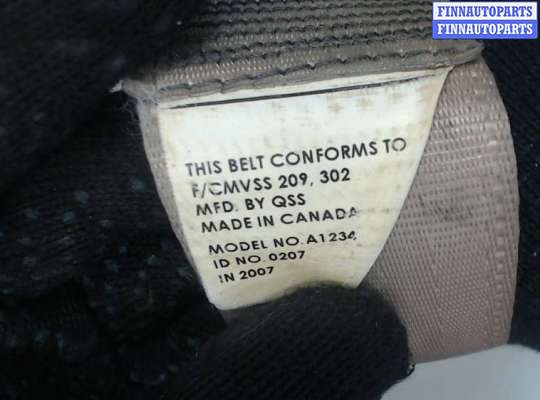 FINNAUTOPARTS
FINNAUTOPARTS
THIS BELT CONFORMS TO
F/CMVSS 209, 302
MFD. BY QSS
MADE IN CANADA
MODEL NO. A1234
ID NO. 0207
IN 2007